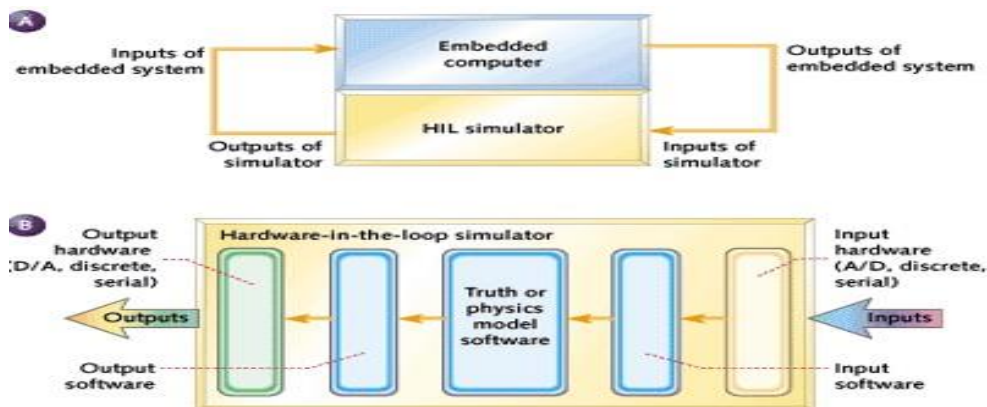 A
Inputs of
embedded system
Embedded
computer
Outputs of
embedded system
HIL simulator
Outputs of
simulator
Inputs of
simulator
B
Output
hardware
(D/A, discrete,
serial)
Hardware-in-the-loop simulator
Input
hardware
(A/D, discrete,
serial)
Truth or
physics
model
software
Outputs
Inputs
Output
software
Input
software